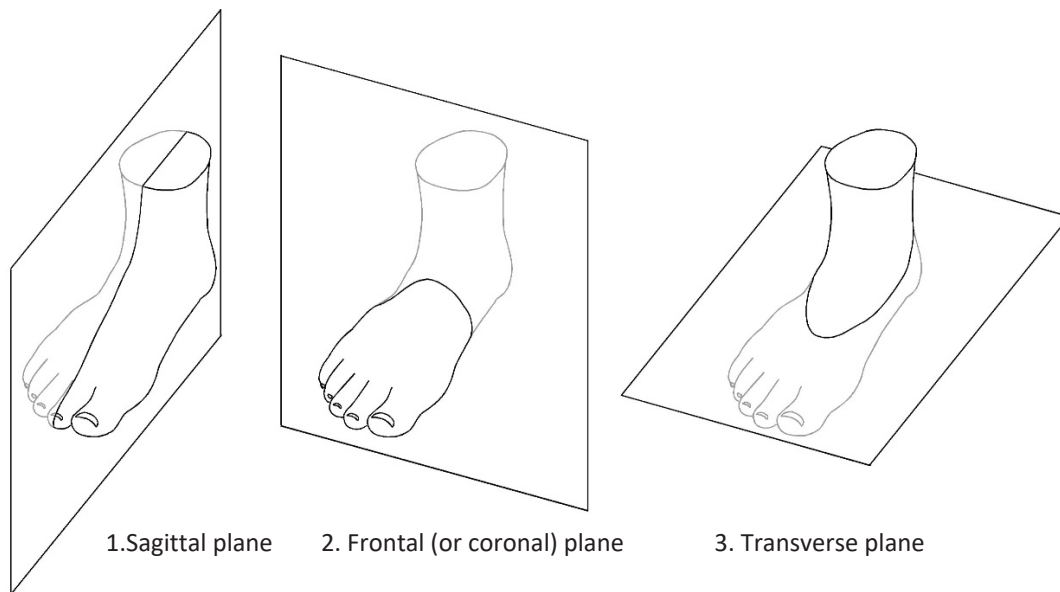 1.Sagittal plane
2. Frontal (or coronal) plane
3. Transverse plane